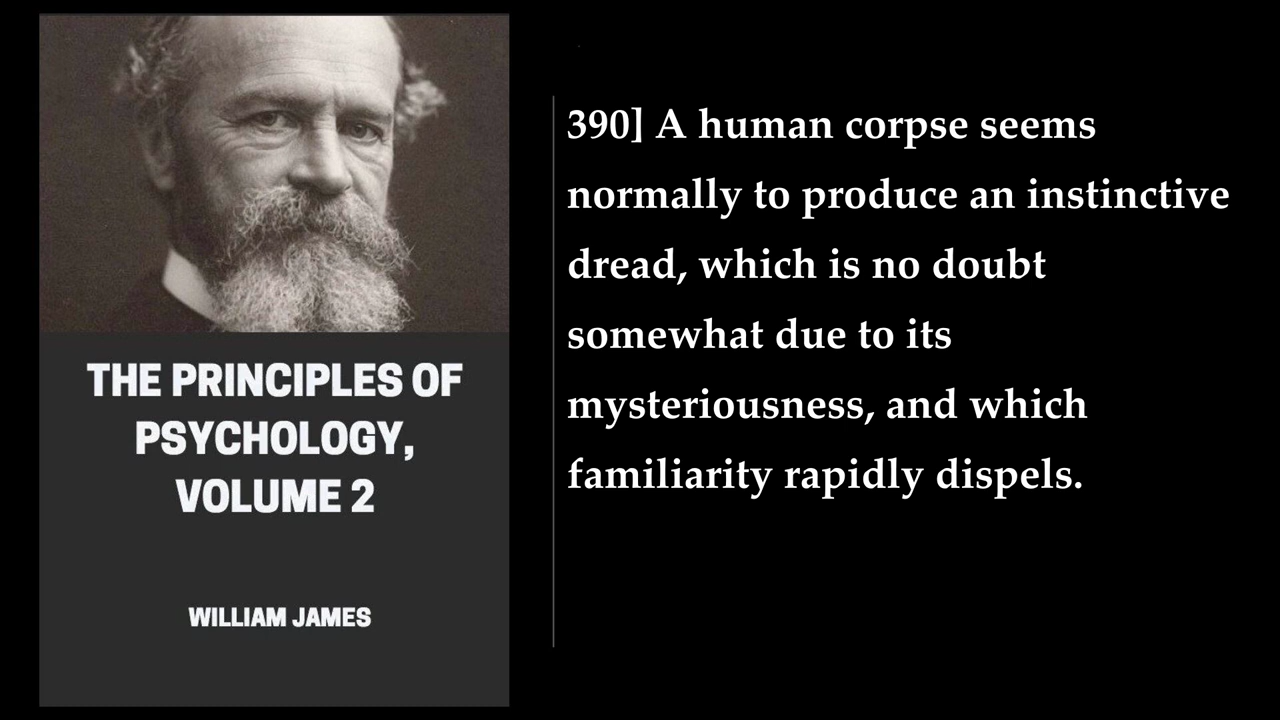 THE PRINCIPLES OF
PSYCHOLOGY,
VOLUME 2
WILLIAM JAMES
390] A human corpse seems
normally to produce an instinctive
dread, which is no doubt
somewhat due to its
mysteriousness, and which
familiarity rapidly dispels.